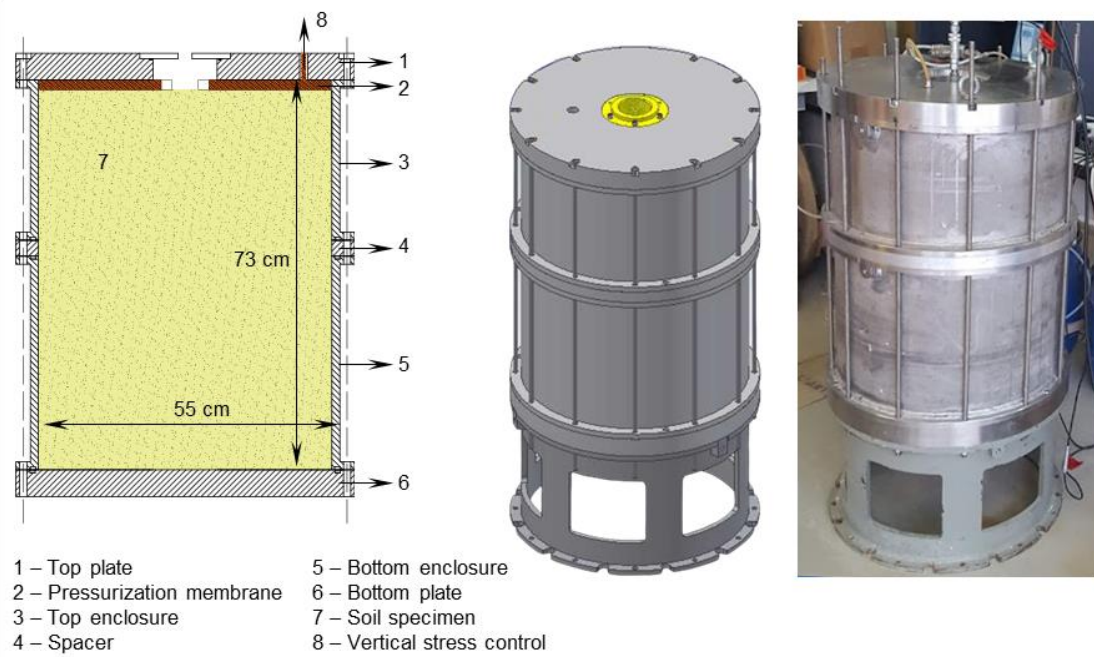 8
1
2
7
3
4
73 cm
5
55 cm
6
1 – Top plate
2 – Pressurization membrane
3 – Top enclosure
4 – Spacer
5 – Bottom enclosure
6 – Bottom plate
7 – Soil specimen
8 – Vertical stress control